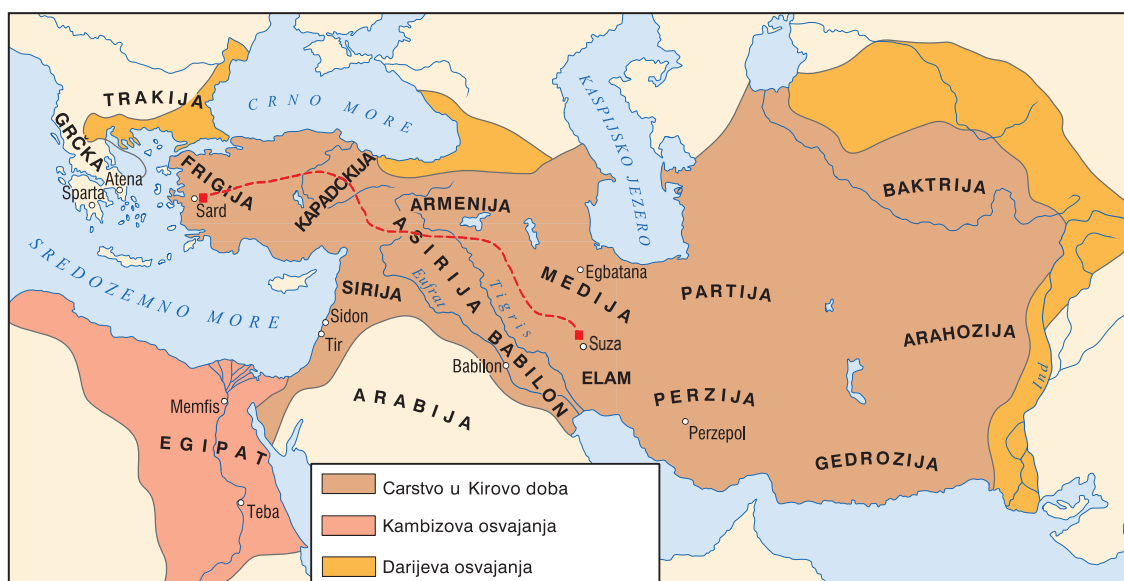 TRAKIJA
CRNO MORE
KASPIJSKO JEZERO
GRČKA
Atena
Sparta
FRIGIJA
Sard
KAPADOKIJA
ARMENIJA
BAKTRIJA
ASIRIJA
SREDOZEMNO MORE
Egbatana
MEDIJA
PARTIJA
SIRIJA
Eufrat
Tigris
Sidon
Tir
Suza
ARAHOZIJA
Babilon
BABILON
ELAM
Ind
Memfis
ARABIJA
PERZIJA
Perzepol
EGIPAT
GEDROZIJA
Teba
Carstvo u Kirovo doba
Kambizova osvajanja
Darijeva osvajanja